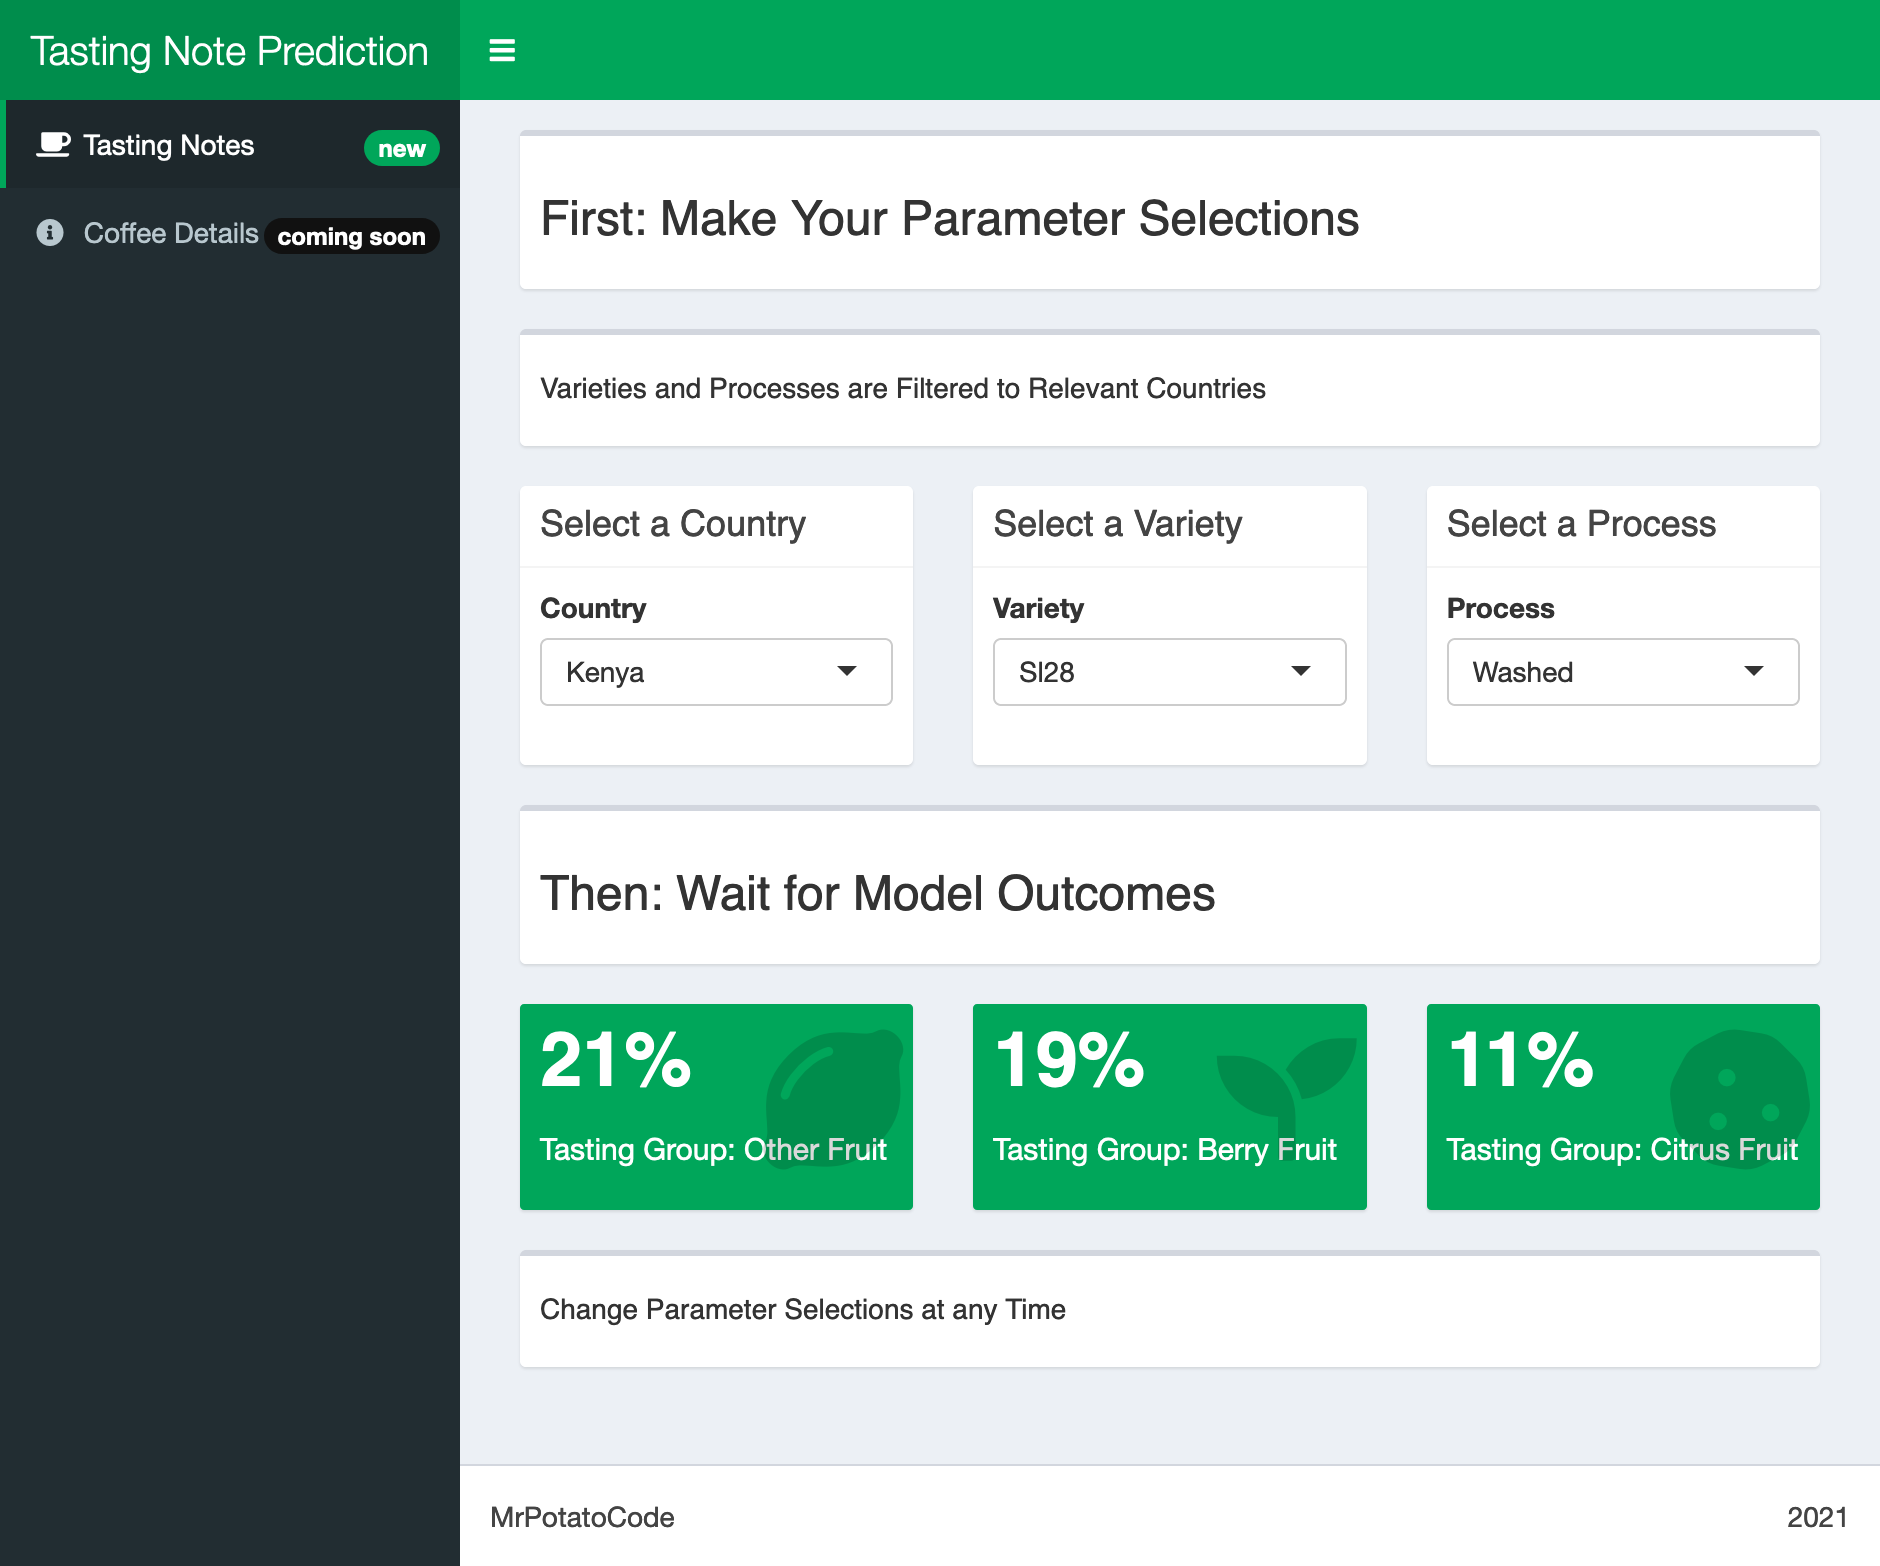 Tasting Note Prediction
Tasting Notes new
Coffee Details coming soon
First: Make Your Parameter Selections
Varieties and Processes are Filtered to Relevant Countries
Select a Country
Country
Kenya
Select a Variety
Variety
Sl28
Select a Process
Process
Washed
Then: Wait for Model Outcomes
21%
Tasting Group: Other Fruit
19%
Tasting Group: Berry Fruit
11%
Tasting Group: Citrus Fruit
Change Parameter Selections at any Time
MrPotatoCode
2021